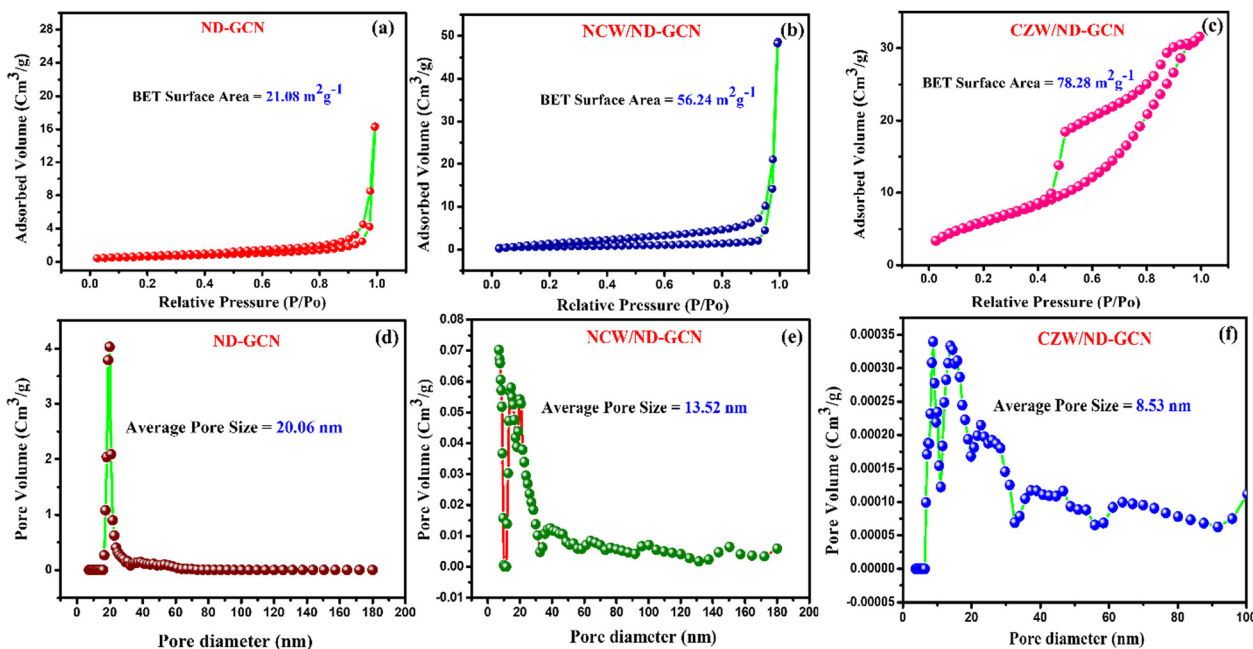 ND-GCN
(a)
BET Surface Area = 21.08 m²g⁻¹
Adsorbed Volume (Cm³/g)
28
24
20
16
12
8
4
0
0.0 0.2 0.4 0.6 0.8 1.0
Relative Pressure (P/Po)
NCW/ND-GCN
(b)
BET Surface Area = 56.24 m²g⁻¹
Adsorbed Volume (Cm³/g)
50
40
30
20
10
0
0.0 0.2 0.4 0.6 0.8 1.0
Relative Pressure (P/Po)
CZW/ND-GCN
(c)
BET Surface Area = 78.28 m²g⁻¹
Adsorbed Volume (Cm³/g)
30
20
10
0
0.0 0.2 0.4 0.6 0.8 1.0
Relative Pressure (P/Po)
ND-GCN
(d)
Average Pore Size = 20.06 nm
Pore Volume (Cm³/g)
4
3
2
1
0
0 20 40 60 80 100 120 140 160 180 200
Pore diameter (nm)
NCW/ND-GCN
(e)
Average Pore Size = 13.52 nm
Pore Volume (Cm³/g)
0.08
0.07
0.06
0.05
0.04
0.03
0.02
0.01
0.00
-0.01
0 20 40 60 80 100 120 140 160 180 200
Pore diameter (nm)
CZW/ND-GCN
(f)
Average Pore Size = 8.53 nm
Pore Volume (Cm³/g)
0.00035
0.00030
0.00025
0.00020
0.00015
0.00010
0.00005
0.00000
-0.00005
0 10 20 30 40 50 60 70 80 90 100
Pore diameter (nm)